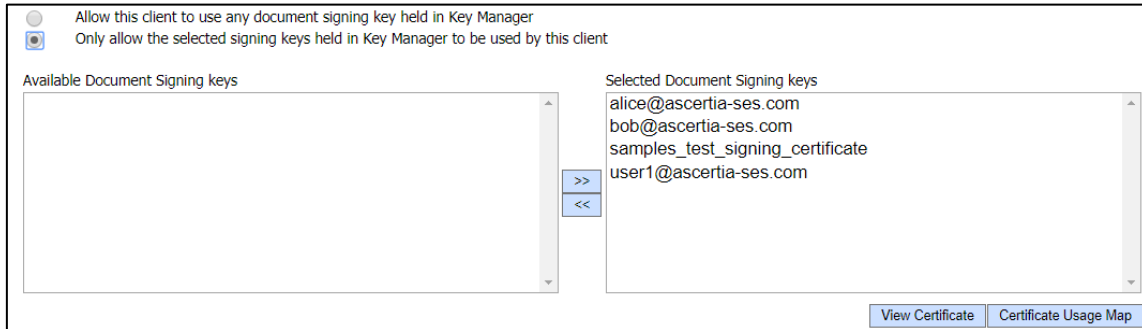 Allow this client to use any document signing key held in Key Manager
Only allow the selected signing keys held in Key Manager to be used by this client
Available Document Signing keys
Selected Document Signing keys
alice@ascertia-ses.com
bob@ascertia-ses.com
samples_test_signing_certificate
user1@ascertia-ses.com
>>
<<
View Certificate
Certificate Usage Map